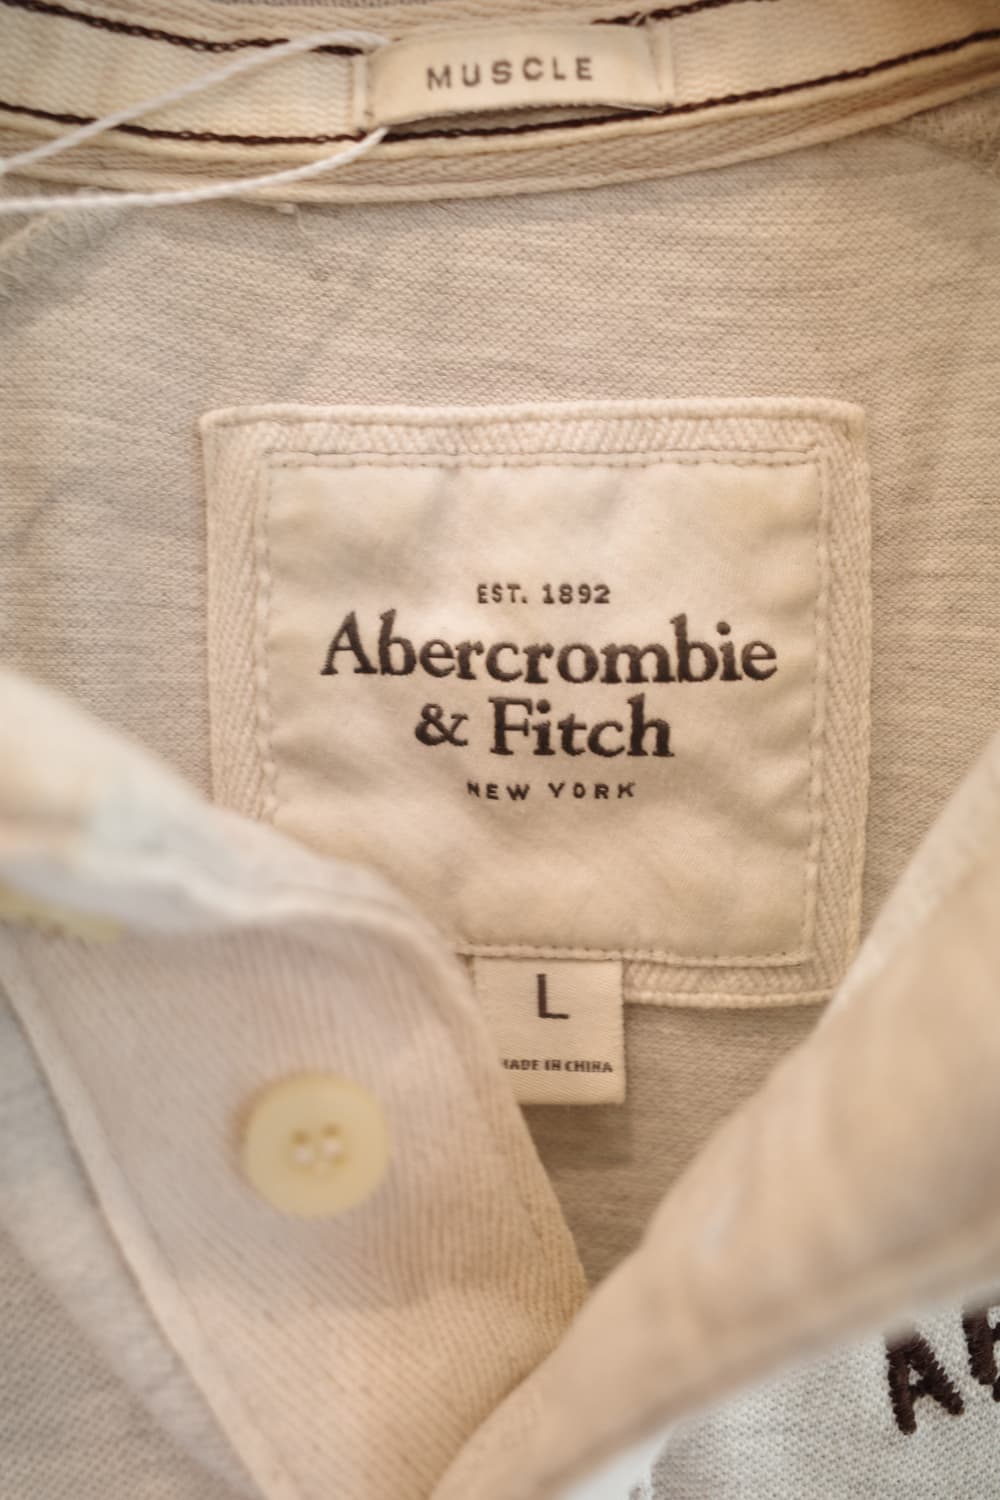 MUSCLE
EST. 1892
Abercrombie
& Fitch
NEW YORK
L
MADE IN CHINA